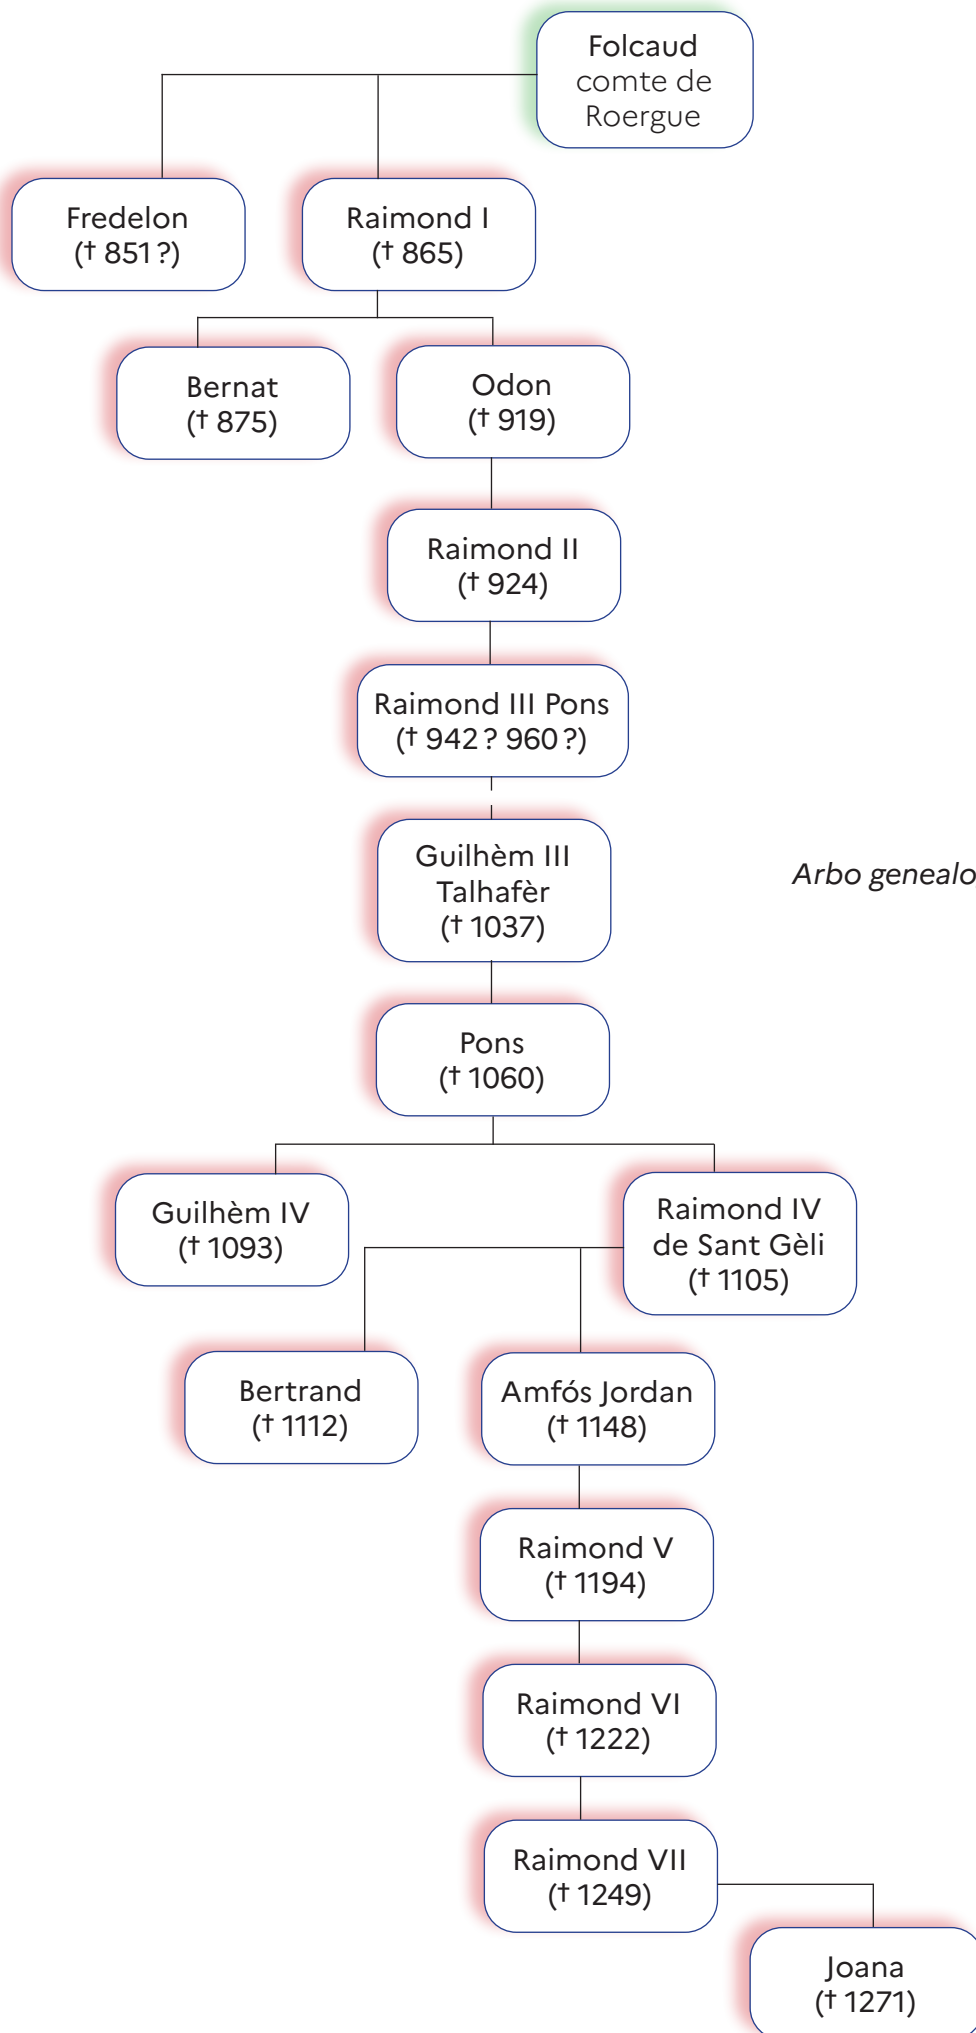 Folcaud
comte de
Roergue
Fredelon
(† 851 ?)
Raimond I
(† 865)
Bernat
(† 875)
Odon
(† 919)
Raimond II
(† 924)
Raimond III Pons
(† 942 ? 960 ?)
Guilhèm III
Talhafèr
(† 1037)
Arbo genealo
Pons
(† 1060)
Guilhèm IV
(† 1093)
Raimond IV
de Sant Gèli
(† 1105)
Bertrand
(† 1112)
Amfós Jordan
(† 1148)
Raimond V
(† 1194)
Raimond VI
(† 1222)
Raimond VII
(† 1249)
Joana
(† 1271)